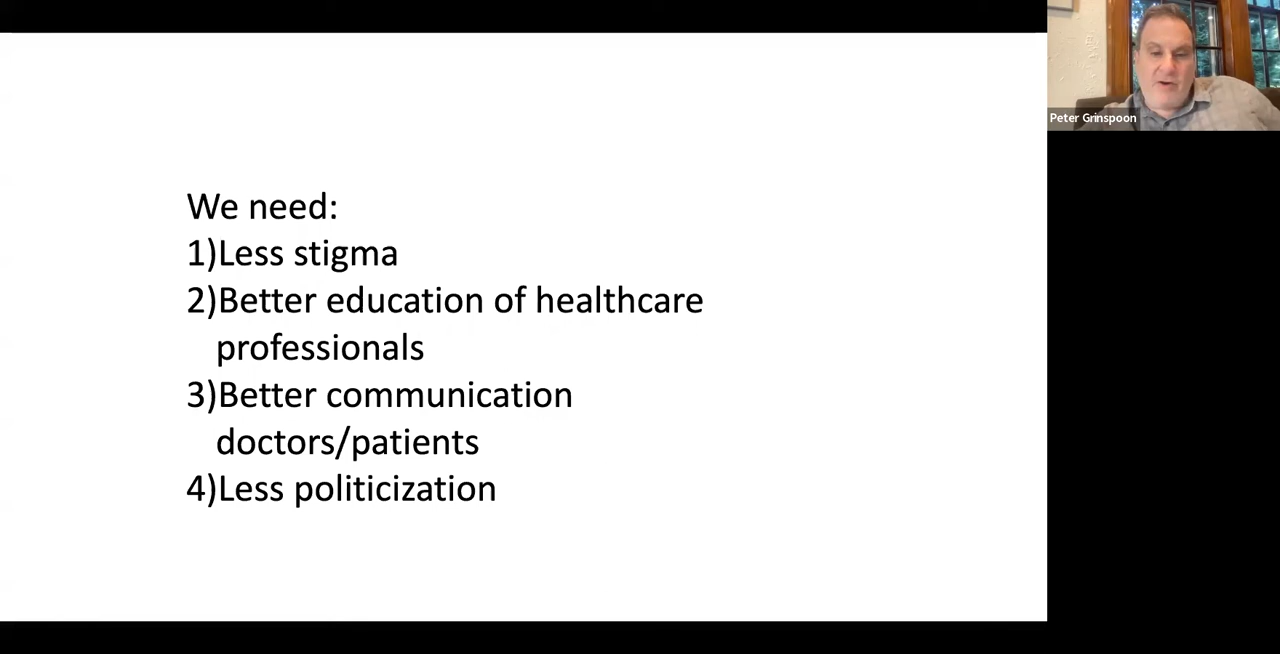 We need:
1)Less stigma
2)Better education of healthcare
professionals
3)Better communication
doctors/patients
4)Less politicization
Peter Grinspoon